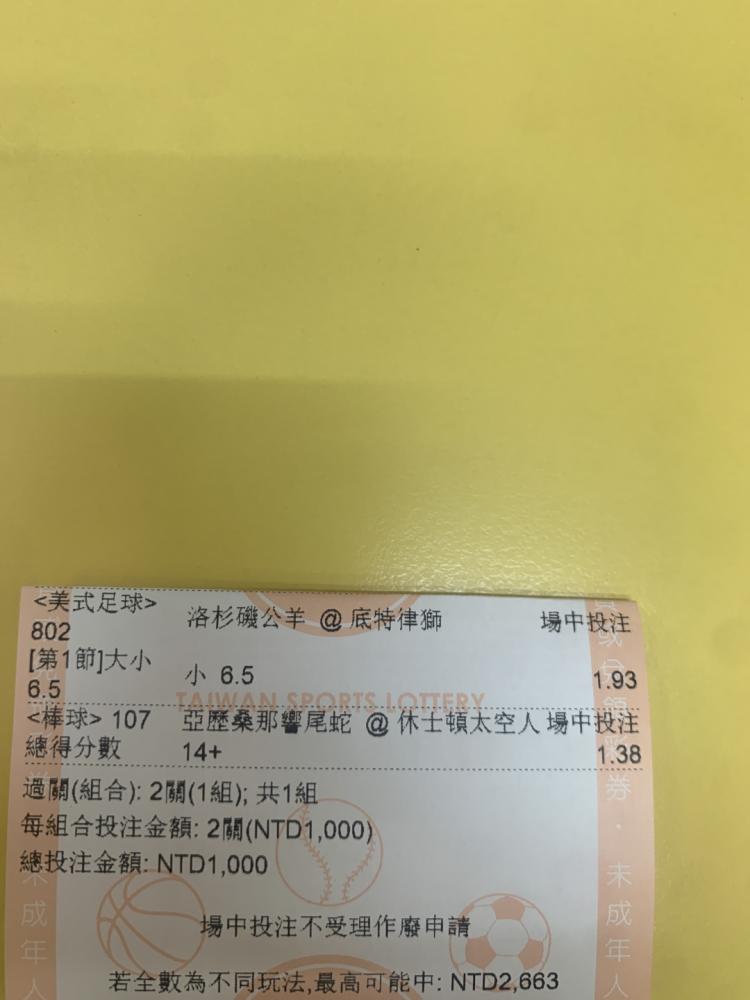 <美式足球>
802 洛杉磯公羊 @ 底特律獅 場中投注
[第1節]大小
6.5 小 6.5 1.93
TAIWAN SPORTS LOTTERY
<棒球> 107 亞歷桑那響尾蛇 @ 休士頓太空人 場中投注
總得分數 14+ 1.38
過關(組合): 2關(1組); 共1組
每組合投注金額: 2關(NTD1,000)
總投注金額: NTD1,000
場中投注不受理作廢申請
若全數為不同玩法,最高可能中: NTD2,663
券．未成年人
未成年人